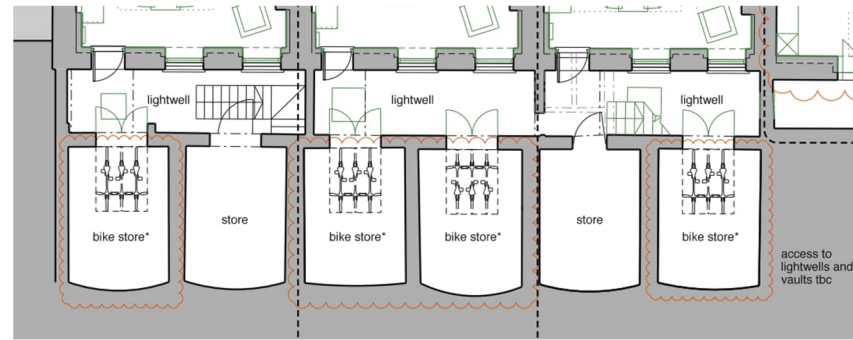 lightwell
lightwell
lightwell
bike store*
store
bike store*
bike store*
store
bike store*
access to
lightwells and
vaults tbc